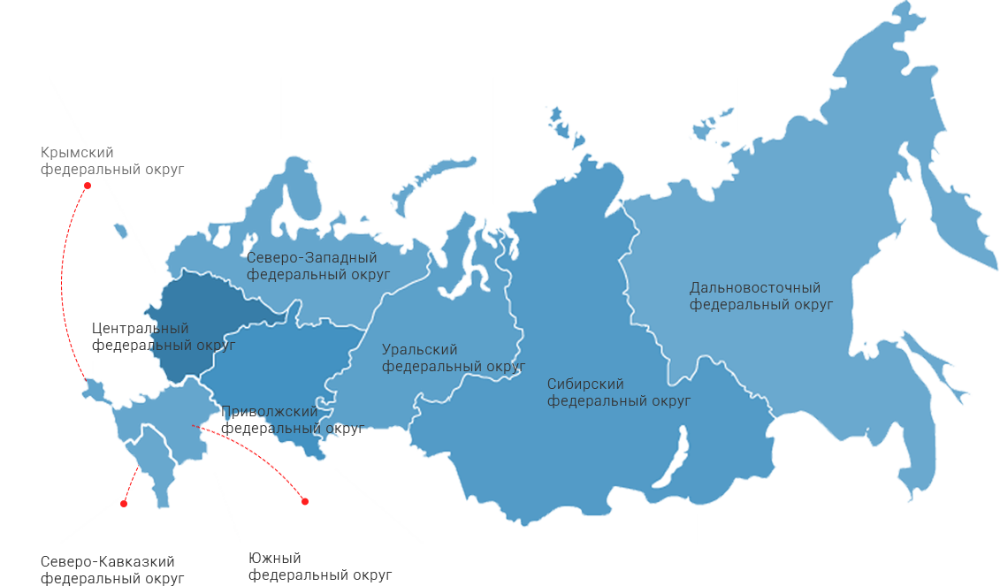 Крымский
федеральный округ
Северо-Западный
федеральный округ
Дальновосточный
федеральный округ
Центральный
федеральный округ
Уральский
федеральный округ
Сибирский
федеральный округ
Приволжский
федеральный округ
Северо-Кавказкий
федеральный округ
Южный
федеральный округ